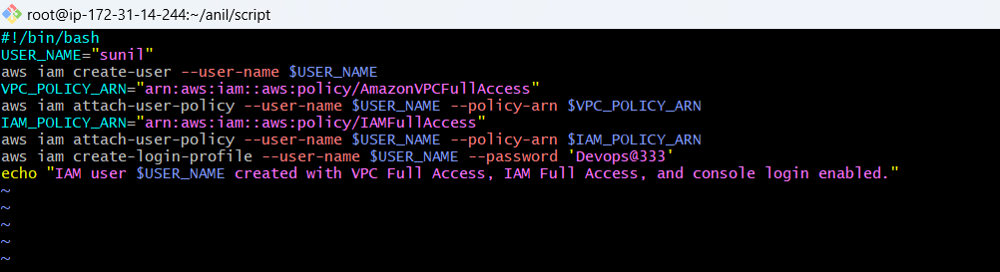 root@ip-172-31-14-244:~/anil/script
#!/bin/bash
USER_NAME="sunil"
aws iam create-user --user-name $USER_NAME
VPC_POLICY_ARN="arn:aws:iam::aws:policy/AmazonVPCFullAccess"
aws iam attach-user-policy --user-name $USER_NAME --policy-arn $VPC_POLICY_ARN
IAM_POLICY_ARN="arn:aws:iam::aws:policy/IAMFullAccess"
aws iam attach-user-policy --user-name $USER_NAME --policy-arn $IAM_POLICY_ARN
aws iam create-login-profile --user-name $USER_NAME --password 'Devops@333'
echo "IAM user $USER_NAME created with VPC Full Access, IAM Full Access, and console login enabled."
~
~
~
~
~